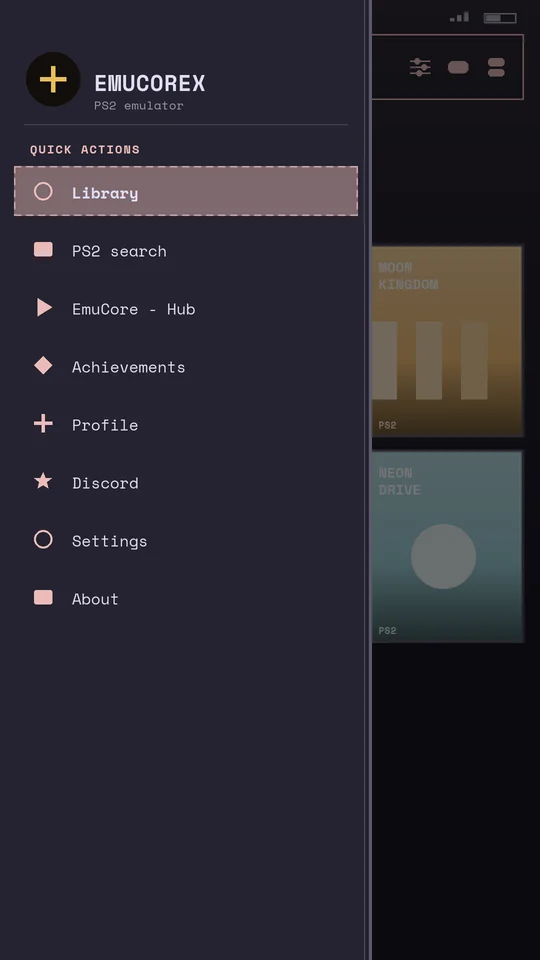 EMUCOREX
PS2 emulator
QUICK ACTIONS
Library
PS2 search
EmuCore - Hub
Achievements
Profile
Discord
Settings
About
MOON
KINGDOM
PS2
NEON
DRIVE
PS2